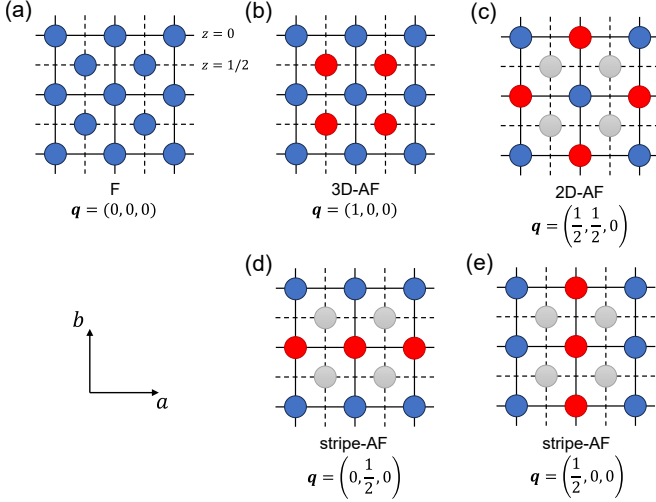 (a)
z = 0
z = 1/2
F
q = (0, 0, 0)
(b)
3D-AF
q = (1, 0, 0)
(c)
2D-AF
q = (1/2, 1/2, 0)
b
a
(d)
stripe-AF
q = (0, 1/2, 0)
(e)
stripe-AF
q = (1/2, 0, 0)